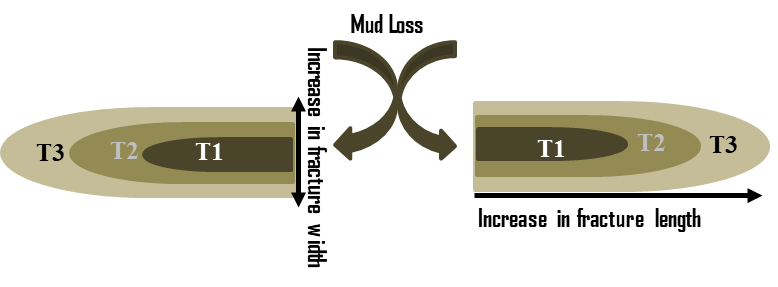 Mud Loss
Increase in fracture width
T3
T2
T1
T1
T2
T3
Increase in fracture length